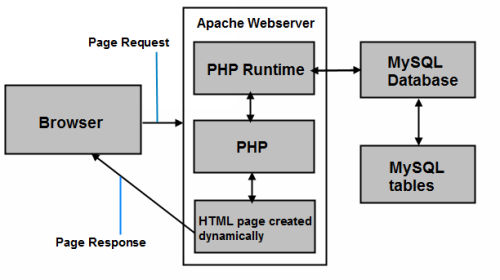 Apache Webserver
Page Request
PHP Runtime
MySQL
Database
Browser
PHP
MySQL
tables
HTML page created
dynamically
Page Response